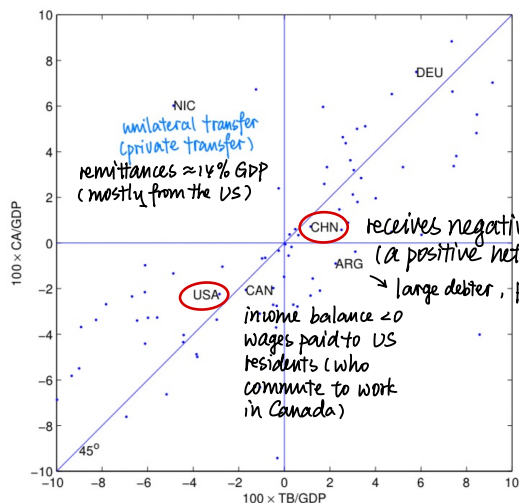 10
8
6
4
2
0
−2
−4
−6
−8
−10
100 × CA/GDP
DEU
NIC
unilateral transfer
(private transfer)
remittances ≈ 14% GDP
(mostly from the US)
CHN
receives negativ
(a positive net
ARG
↘ large debter, p
USA
CAN
income balance <0
wages paid to US
residents (who
commute to work
in Canada)
45°
−10 −8 −6 −4 −2 0 2 4 6 8 10
100 × TB/GDP